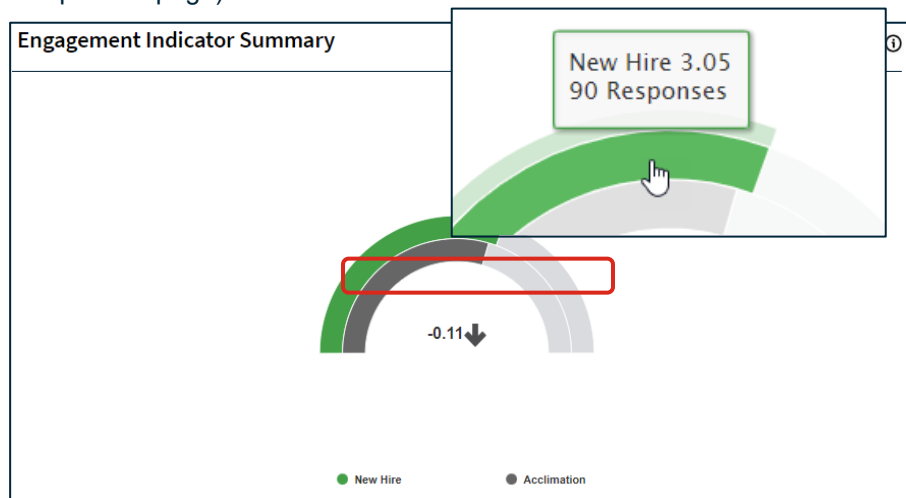 Engagement Indicator Summary
New Hire 3.05
90 Responses
-0.11
New Hire
Acclimation